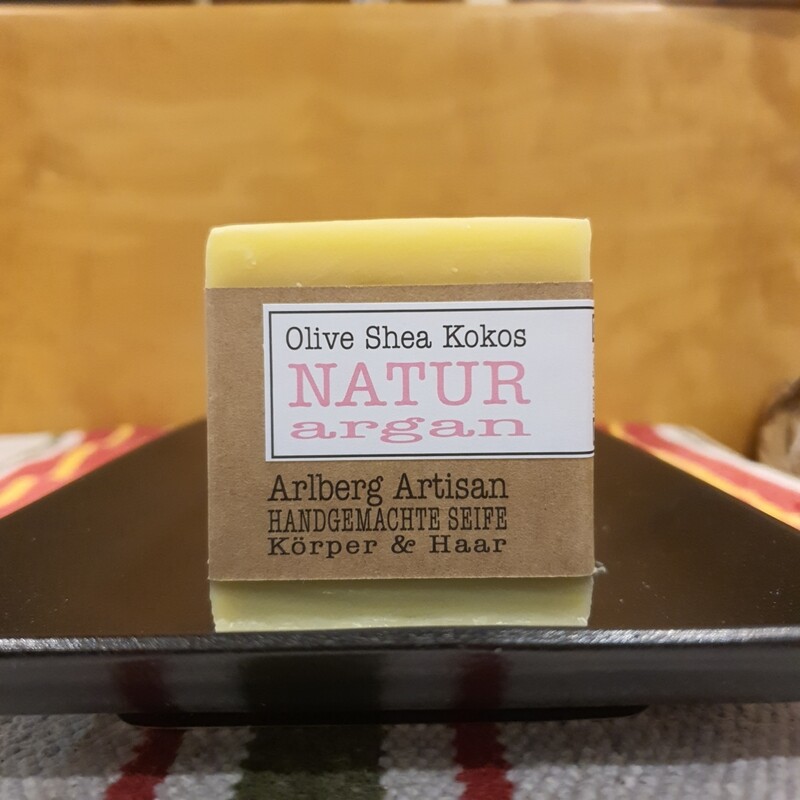 Olive Shea Kokos
NATUR
argan
Arlberg Artisan
HANDGEMACHTE SEIFE
Körper & Haar